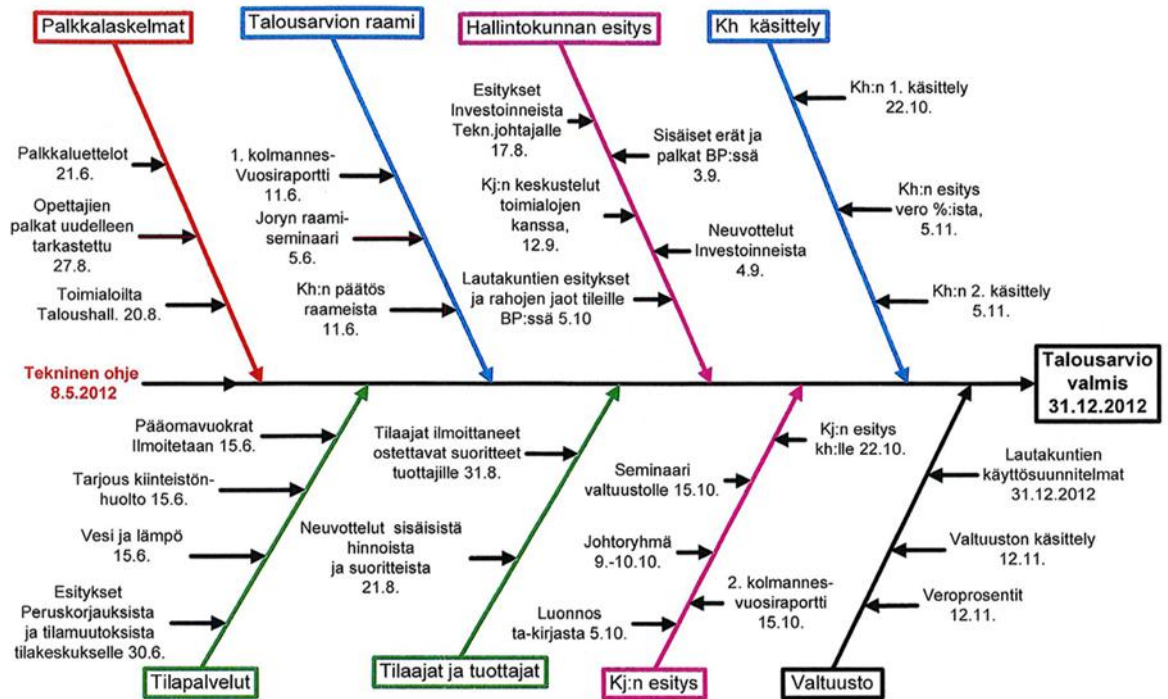 Palkkalaskelmat
Talousarvion raami
Hallintokunnan esitys
Kh käsittely
Palkkaluettelot
21.6.
Opettajien
palkat uudelleen
tarkastettu
27.8.
Toimialoilta
Taloushall. 20.8.
1. kolmannes-
Vuosiraportti
11.6.
Joryn raami-
seminaari
5.6.
Kh:n päätös
raameista
11.6.
Esitykset
Investoinneista
Tekn.johtajalle
17.8.
Kj:n keskustelut
toimialojen
kanssa,
12.9.
Lautakuntien esitykset
ja rahojen jaot tileille
BP:ssä 5.10
Sisäiset erät ja
palkat BP:ssä
3.9.
Neuvottelut
Investoinneista
4.9.
Kh:n 1. käsittely
22.10.
Kh:n esitys
vero %:ista,
5.11.
Kh:n 2. käsittely
5.11.
Tekninen ohje
8.5.2012
Talousarvio
valmis
31.12.2012
Pääomavuokrat
Ilmoitetaan 15.6.
Tarjous kiinteistön-
huolto 15.6.
Vesi ja lämpö
15.6.
Esitykset
Peruskorjauksista
ja tilamuutoksista
tilakeskukselle 30.6.
Tilaajat ilmoittaneet
ostettavat suoritteet
tuottajille 31.8.
Neuvottelut sisäisistä
hinnoista
ja suoritteista
21.8.
Seminaari
valtuustolle 15.10.
Johtoryhmä
9.-10.10.
Luonnos
ta-kirjasta 5.10.
Kj:n esitys
kh:lle 22.10.
2. kolmannes-
vuosiraportti
15.10.
Lautakuntien
käyttösuunnitelmat
31.12.2012
Valtuuston käsittely
12.11.
Veroprosentit
12.11.
Tilapalvelut
Tilaajat ja tuottajat
Kj:n esitys
Valtuusto